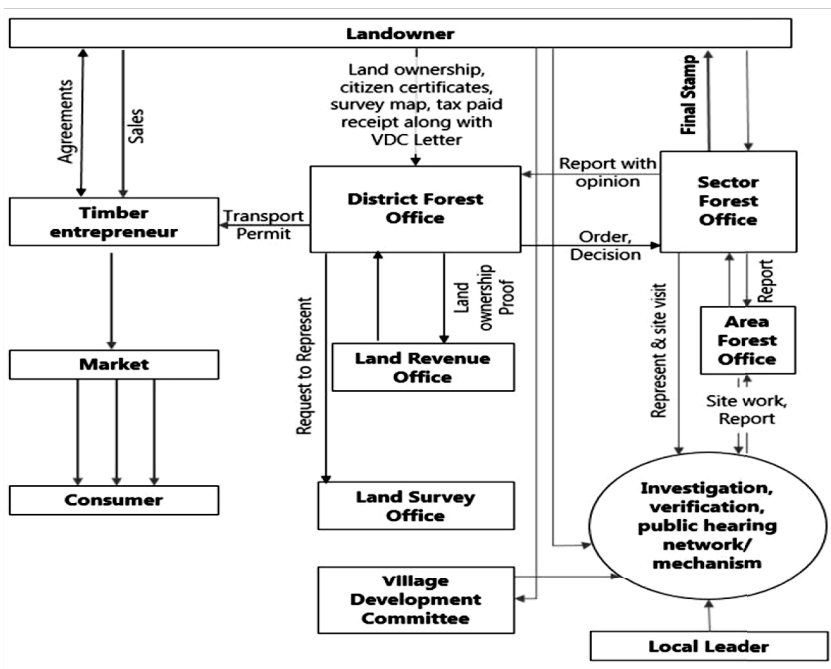 Landowner
Agreements
Sales
Land ownership,
citizen certificates,
survey map, tax paid
receipt along with
VDC Letter
Final Stamp
Timber
entrepreneur
Transport
Permit
District Forest
Office
Report with
opinion
Order,
Decision
Sector
Forest
Office
Request to Represent
Land
ownership
Proof
Represent & site visit
Report
Area
Forest
Office
Market
Land Revenue
Office
Site work,
Report
Consumer
Land Survey
Office
Investigation,
verification,
public hearing
network/
mechanism
Village
Development
Committee
Local Leader